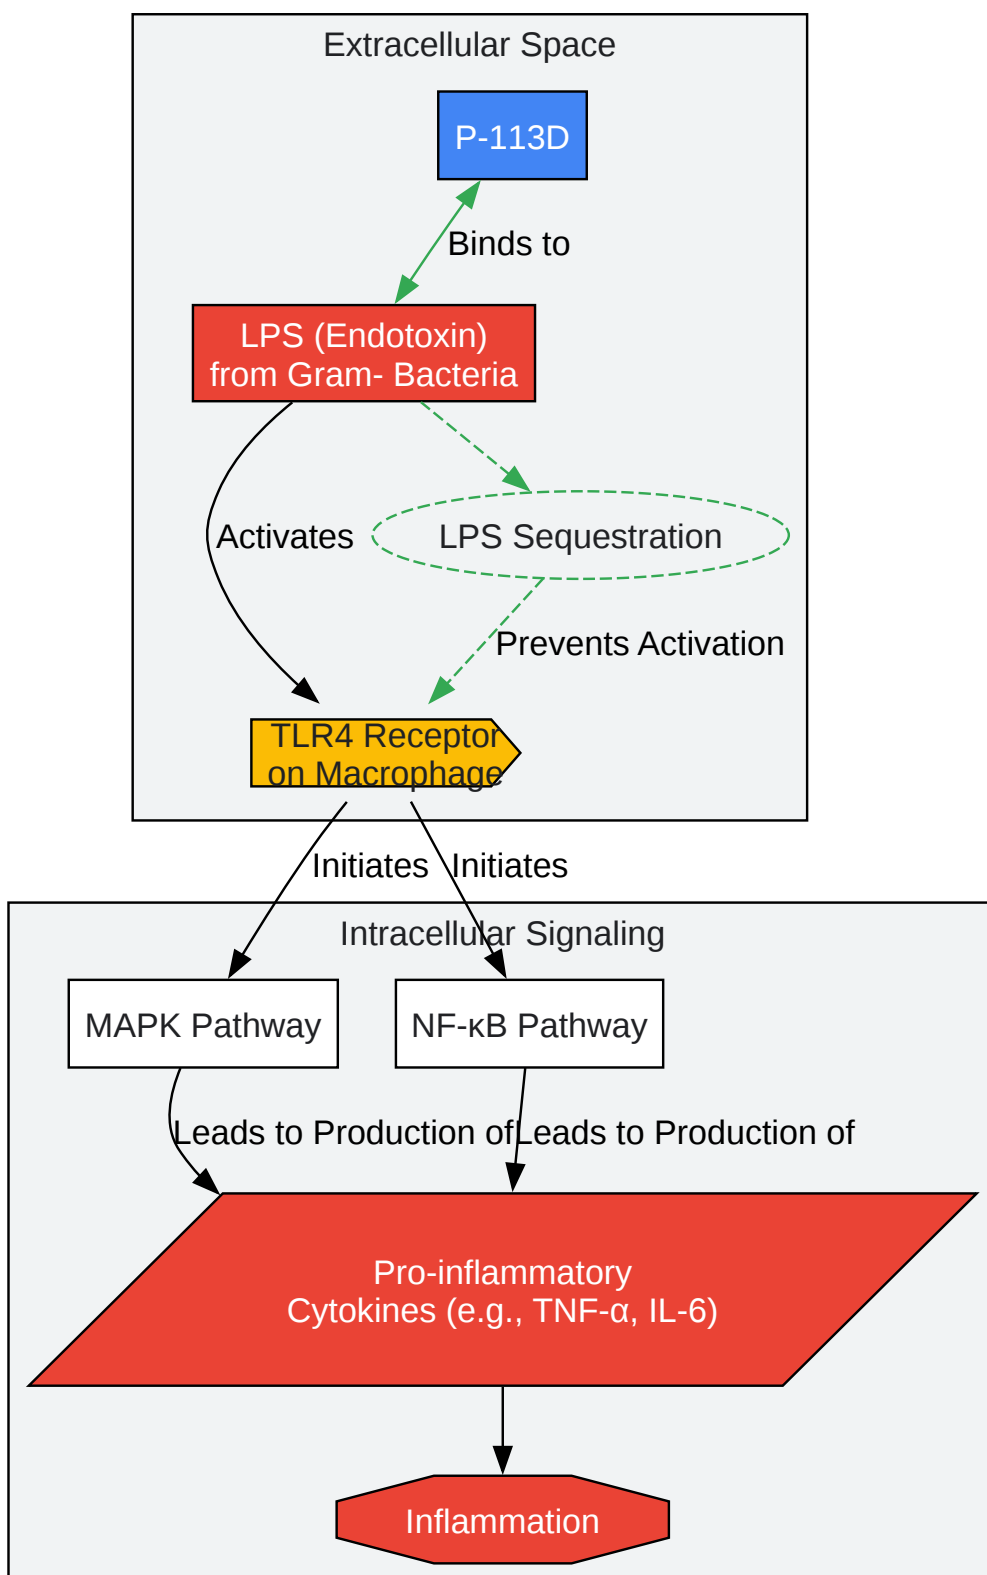 Extracellular Space
P-113D
Binds to
LPS (Endotoxin)
from Gram- Bacteria
Activates
LPS Sequestration
Prevents Activation
TLR4 Receptor
on Macrophage
Initiates
Initiates
Intracellular Signaling
MAPK Pathway
NF-κB Pathway
Leads to Production of
Leads to Production of
Pro-inflammatory
Cytokines (e.g., TNF-α, IL-6)
Inflammation